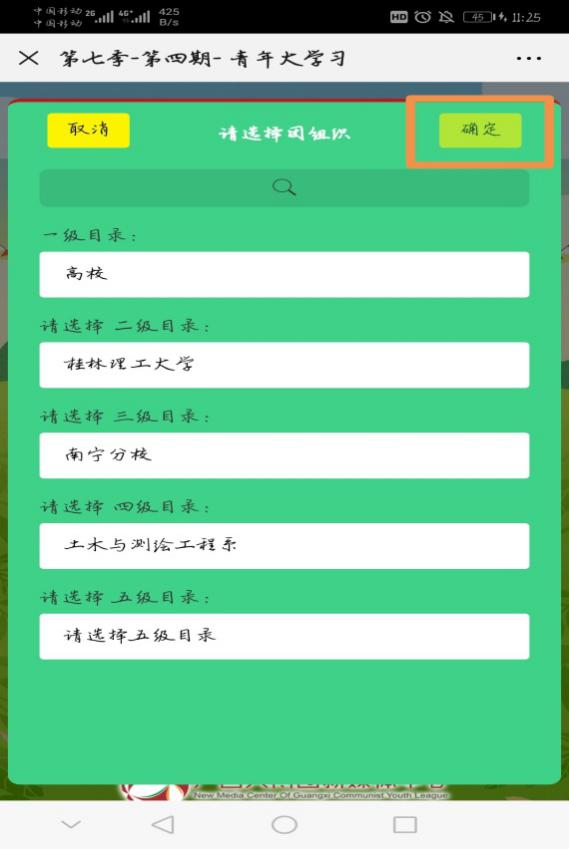 中国移动 2G 4G+ 425
中国移动 B/s HD 45 11:25
第七季-第四期- 青年大学习
取消 请选择团组织 确定
一级目录:
高校
请选择 二级目录:
桂林理工大学
请选择 三级目录:
南宁分校
请选择 四级目录:
土木与测绘工程系
请选择 五级目录:
请选择五级目录
New Media Center Of Guangxi Communist Youth League